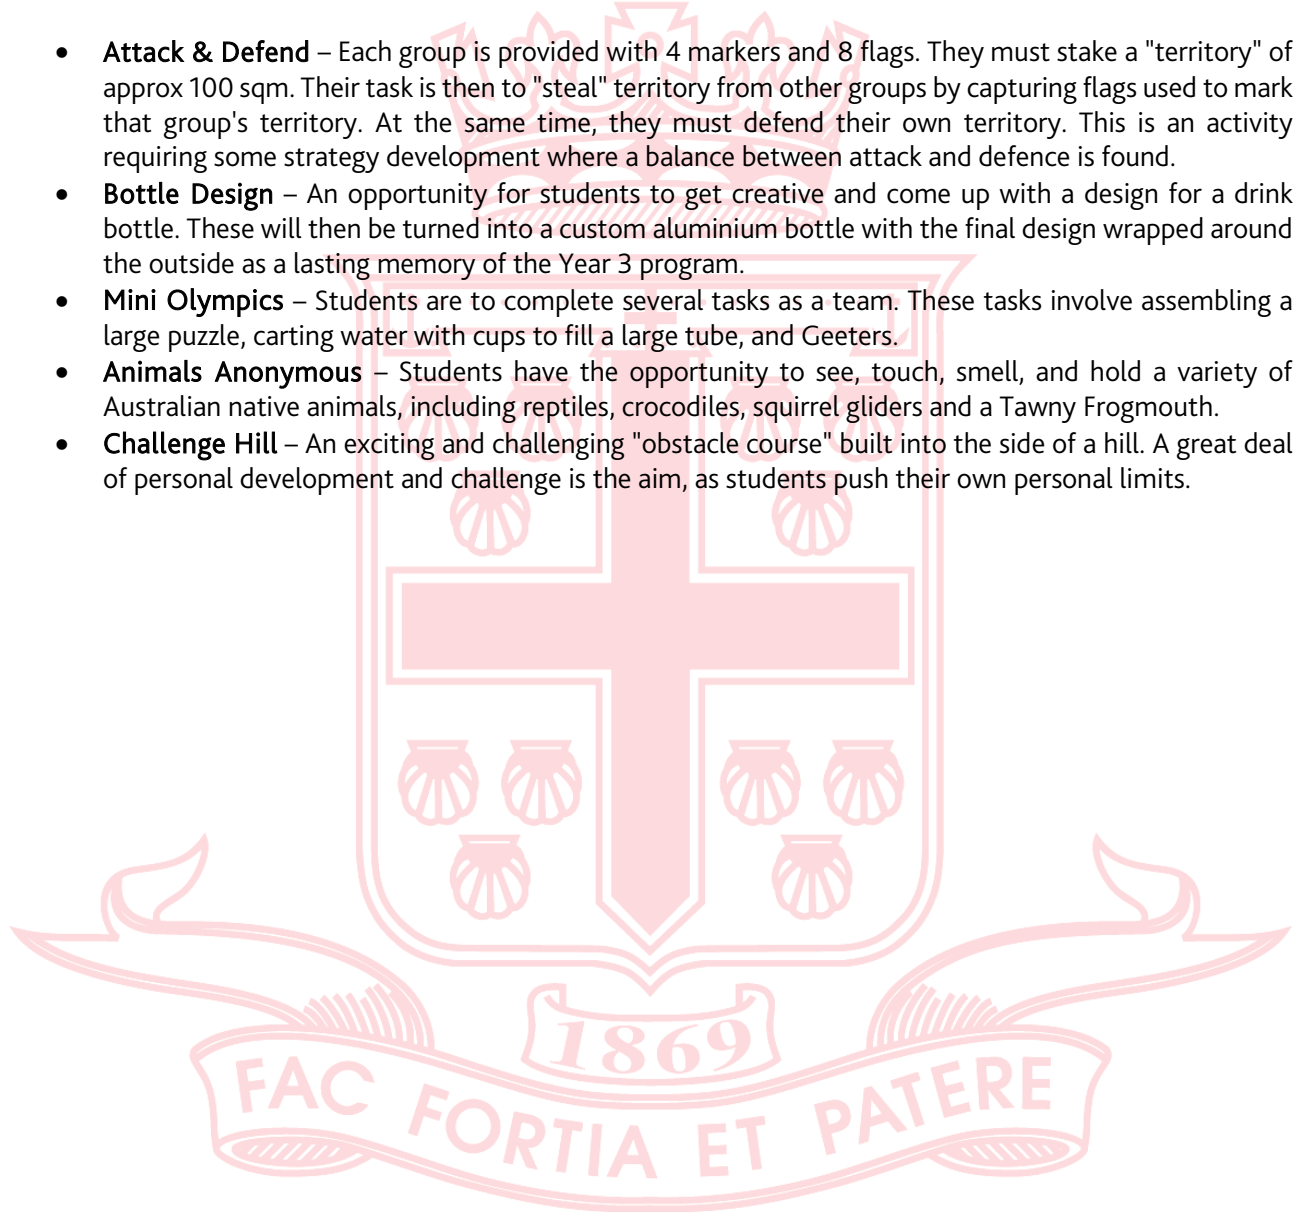 • Attack & Defend – Each group is provided with 4 markers and 8 flags. They must stake a "territory" of
approx 100 sqm. Their task is then to "steal" territory from other groups by capturing flags used to mark
that group's territory. At the same time, they must defend their own territory. This is an activity
requiring some strategy development where a balance between attack and defence is found.
• Bottle Design – An opportunity for students to get creative and come up with a design for a drink
bottle. These will then be turned into a custom aluminium bottle with the final design wrapped around
the outside as a lasting memory of the Year 3 program.
• Mini Olympics – Students are to complete several tasks as a team. These tasks involve assembling a
large puzzle, carting water with cups to fill a large tube, and Geeters.
• Animals Anonymous – Students have the opportunity to see, touch, smell, and hold a variety of
Australian native animals, including reptiles, crocodiles, squirrel gliders and a Tawny Frogmouth.
• Challenge Hill – An exciting and challenging "obstacle course" built into the side of a hill. A great deal
of personal development and challenge is the aim, as students push their own personal limits.
1869
FAC FORTIA ET PATERE